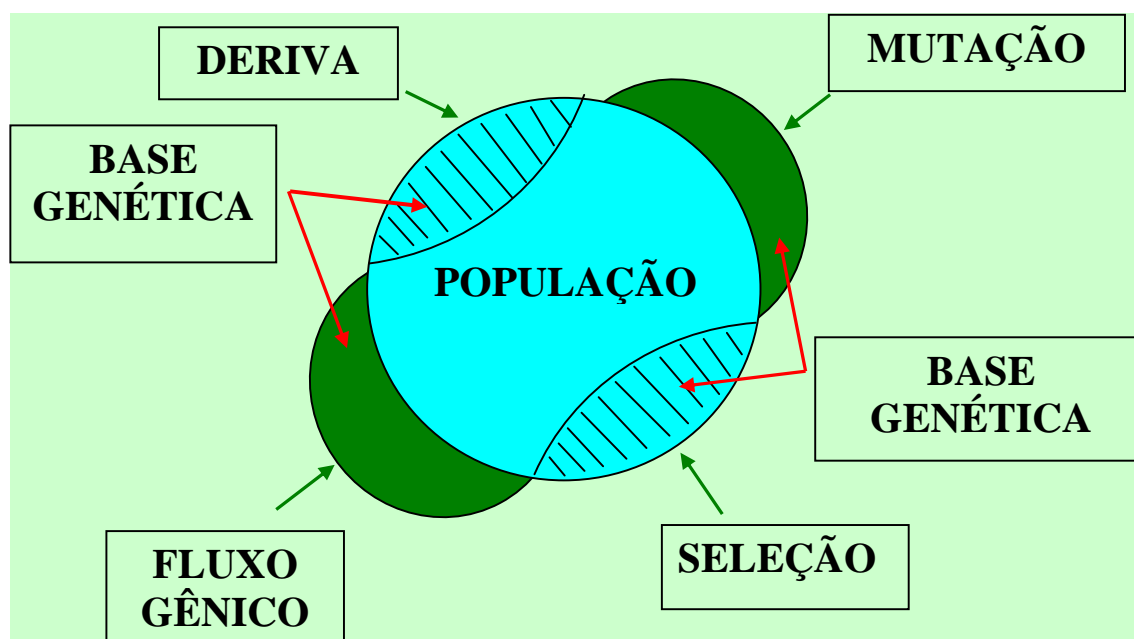 DERIVA
MUTAÇÃO
BASE
GENÉTICA
POPULAÇÃO
BASE
GENÉTICA
FLUXO
GÊNICO
SELEÇÃO